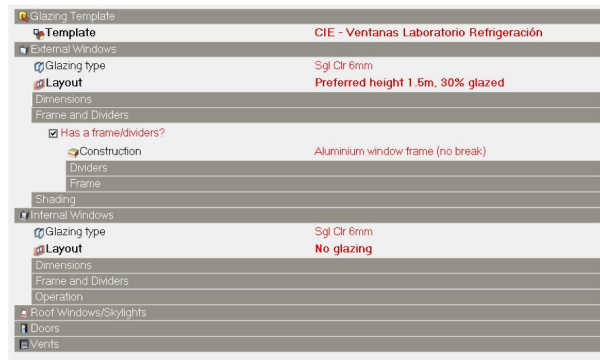 Glazing Template
Template CIE - Ventanas Laboratorio Refrigeración
External Windows
Glazing type Sgl Clr 6mm
Layout Preferred height 1.5m, 30% glazed
Dimensions
Frame and Dividers
Has a frame/dividers?
Construction Aluminium window frame (no break)
Dividers
Frame
Shading
Internal Windows
Glazing type Sgl Clr 6mm
Layout No glazing
Dimensions
Frame and Dividers
Operation
Roof Windows/Skylights
Doors
Vents